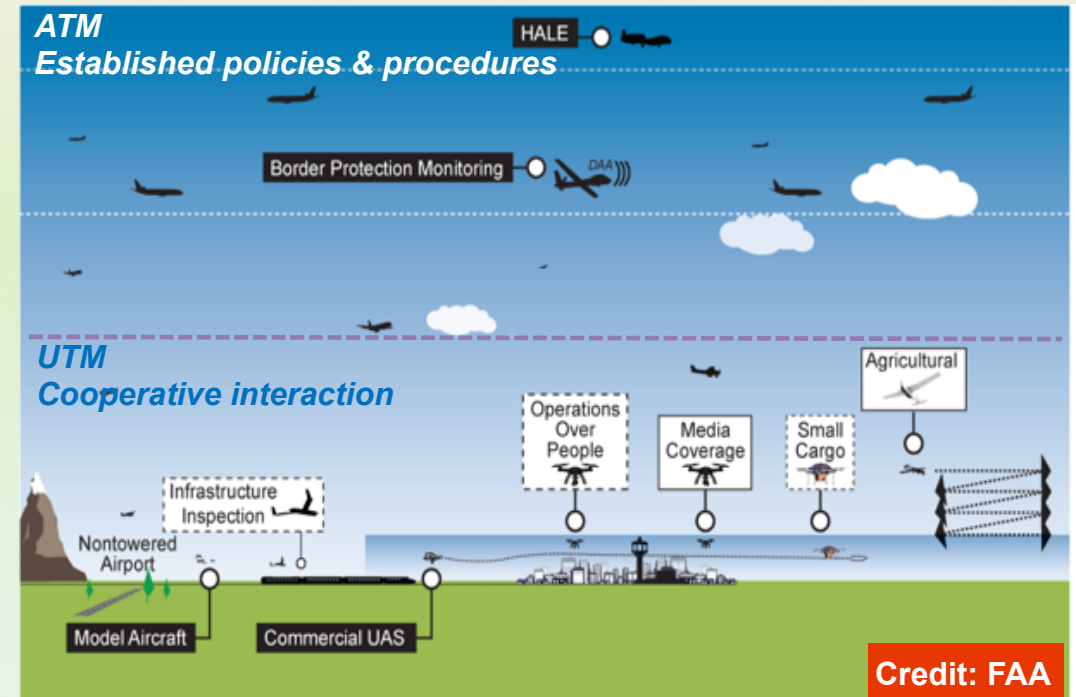 ATM
Established policies & procedures
HALE
Border Protection Monitoring
DAA
UTM
Cooperative interaction
Agricultural
Operations
Over
People
Media
Coverage
Small
Cargo
Infrastructure
Inspection
Nontowered
Airport
Model Aircraft
Commercial UAS
Credit: FAA